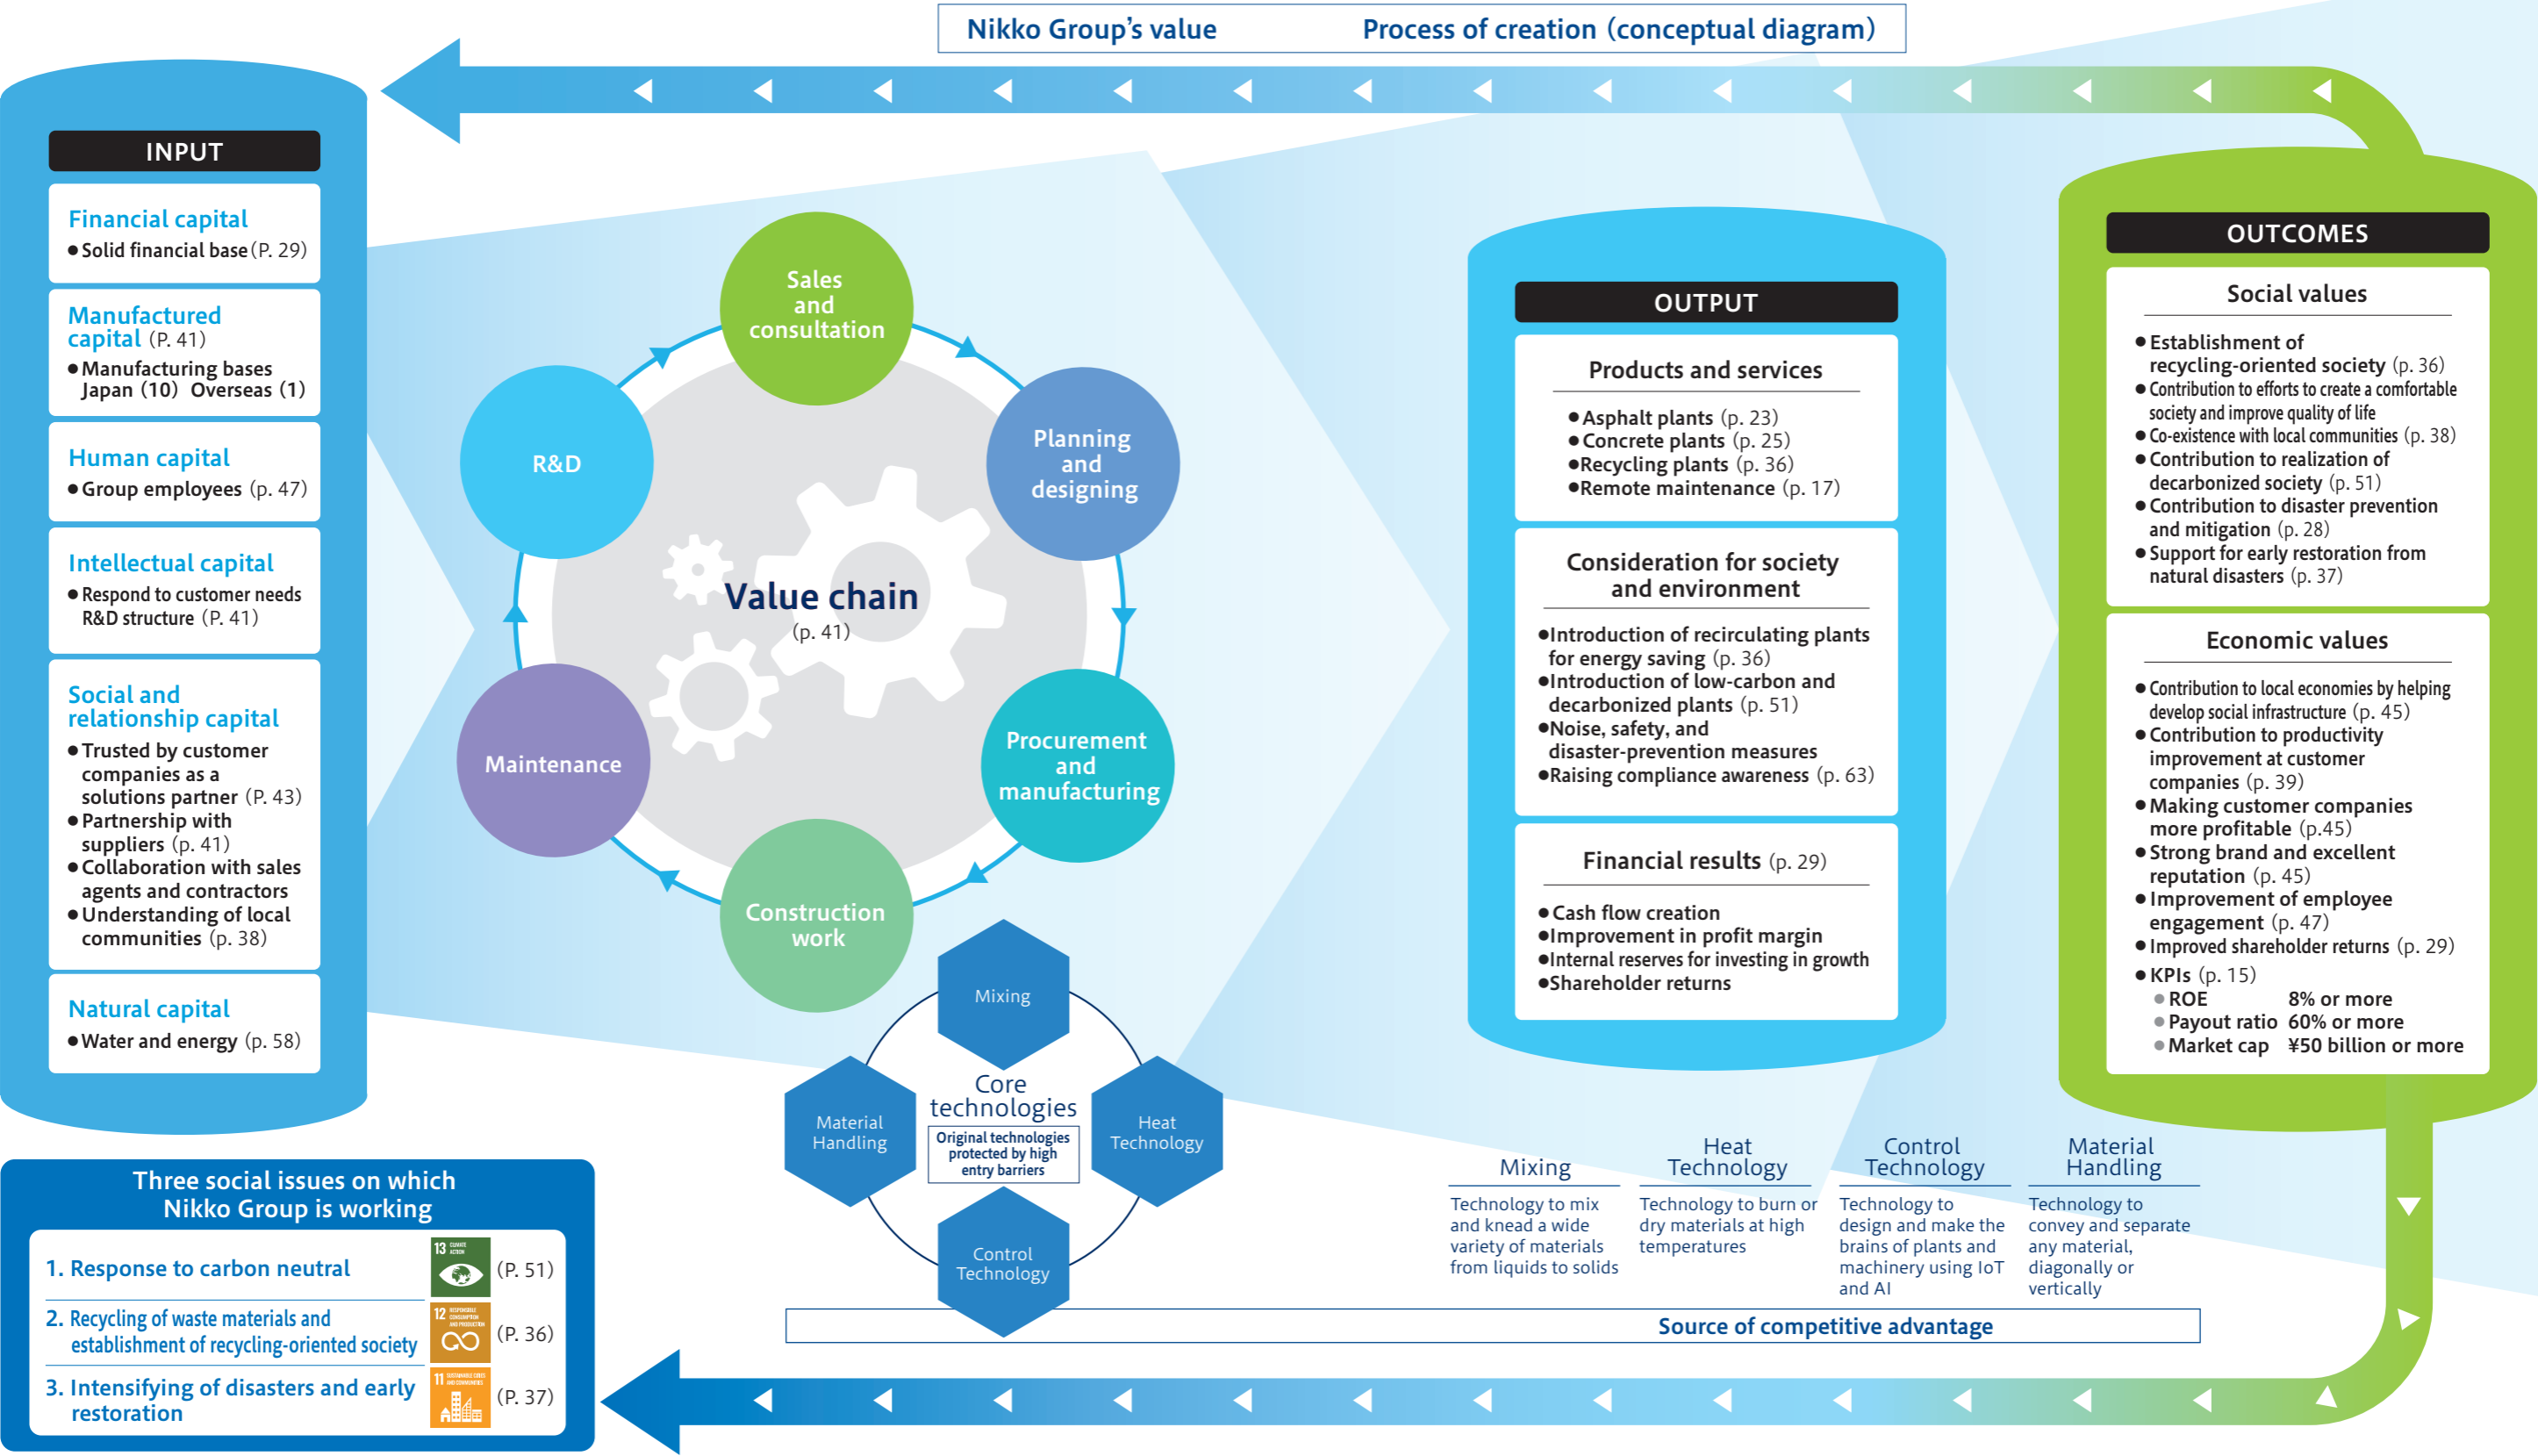 Nikko Group's value Process of creation (conceptual diagram)
INPUT
Financial capital
● Solid financial base (P. 29)
Manufactured
capital (P. 41)
● Manufacturing bases
Japan (10) Overseas (1)
Human capital
● Group employees (p. 47)
Intellectual capital
● Respond to customer needs
R&D structure (P. 41)
Social and
relationship capital
● Trusted by customer
companies as a
solutions partner (P. 43)
● Partnership with
suppliers (p. 41)
● Collaboration with sales
agents and contractors
● Understanding of local
communities (p. 38)
Natural capital
● Water and energy (p. 58)
Sales
and
consultation
Planning
and
designing
Procurement
and
manufacturing
Construction
work
Maintenance
R&D
Value chain
(p. 41)
Mixing
Heat
Technology
Control
Technology
Material
Handling
Core
technologies
Original technologies
protected by high
entry barriers
OUTPUT
Products and services
● Asphalt plants (p. 23)
● Concrete plants (p. 25)
● Recycling plants (p. 36)
● Remote maintenance (p. 17)
Consideration for society
and environment
● Introduction of recirculating plants
for energy saving (p. 36)
● Introduction of low-carbon and
decarbonized plants (p. 51)
● Noise, safety, and
disaster-prevention measures
● Raising compliance awareness (p. 63)
Financial results (p. 29)
● Cash flow creation
● Improvement in profit margin
● Internal reserves for investing in growth
● Shareholder returns
OUTCOMES
Social values
● Establishment of
recycling-oriented society (p. 36)
● Contribution to efforts to create a comfortable
society and improve quality of life
● Co-existence with local communities (p. 38)
● Contribution to realization of
decarbonized society (p. 51)
● Contribution to disaster prevention
and mitigation (p. 28)
● Support for early restoration from
natural disasters (p. 37)
Economic values
● Contribution to local economies by helping
develop social infrastructure (p. 45)
● Contribution to productivity
improvement at customer
companies (p. 39)
● Making customer companies
more profitable (p.45)
● Strong brand and excellent
reputation (p. 45)
● Improvement of employee
engagement (p. 47)
● Improved shareholder returns (p. 29)
● KPIs (p. 15)
● ROE 8% or more
● Payout ratio 60% or more
● Market cap ¥50 billion or more
Mixing
Technology to mix
and knead a wide
variety of materials
from liquids to solids
Heat
Technology
Technology to burn or
dry materials at high
temperatures
Control
Technology
Technology to
design and make the
brains of plants and
machinery using IoT
and AI
Material
Handling
Technology to
convey and separate
any material,
diagonally or
vertically
Source of competitive advantage
Three social issues on which
Nikko Group is working
1. Response to carbon neutral
13 CLIMATE
ACTION
(P. 51)
2. Recycling of waste materials and
establishment of recycling-oriented society
12 RESPONSIBLE
CONSUMPTION
AND PRODUCTION
(P. 36)
3. Intensifying of disasters and early
restoration
11 SUSTAINABLE CITIES
AND COMMUNITIES
(P. 37)